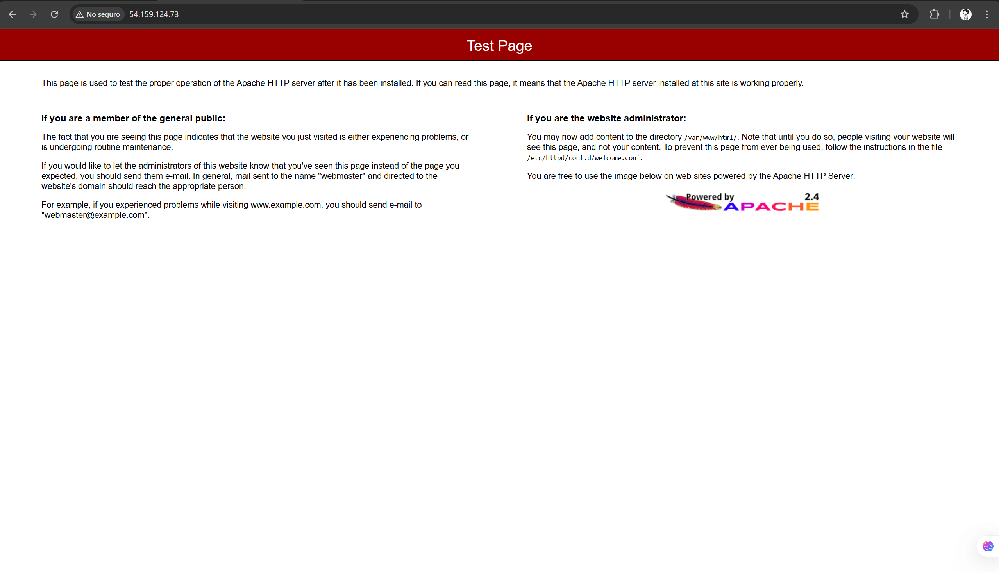 No seguro
54.159.124.73
Test Page
This page is used to test the proper operation of the Apache HTTP server after it has been installed. If you can read this page, it means that the Apache HTTP server installed at this site is working properly.
If you are a member of the general public:
The fact that you are seeing this page indicates that the website you just visited is either experiencing problems, or
is undergoing routine maintenance.
If you would like to let the administrators of this website know that you've seen this page instead of the page you
expected, you should send them e-mail. In general, mail sent to the name "webmaster" and directed to the
website's domain should reach the appropriate person.
For example, if you experienced problems while visiting www.example.com, you should send e-mail to
"webmaster@example.com".
If you are the website administrator:
You may now add content to the directory /var/www/html/. Note that until you do so, people visiting your website will
see this page, and not your content. To prevent this page from ever being used, follow the instructions in the file
/etc/httpd/conf.d/welcome.conf.
You are free to use the image below on web sites powered by the Apache HTTP Server:
Powered by 2.4
APACHE